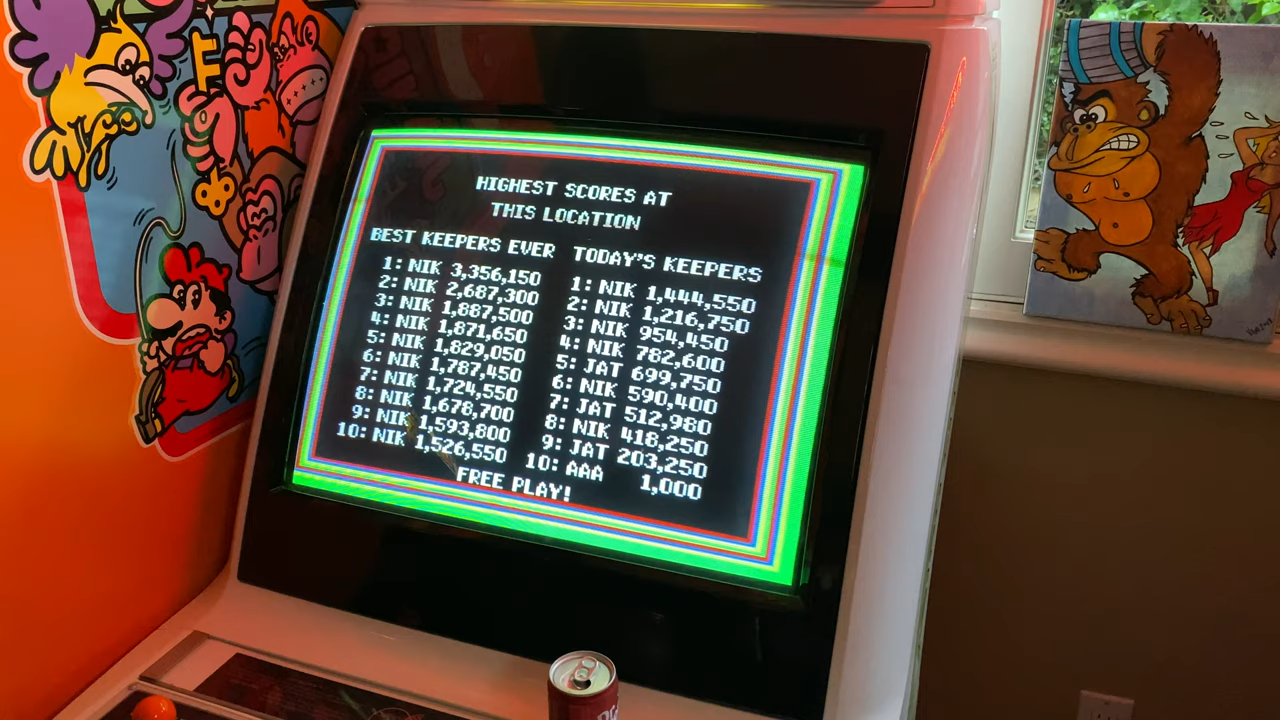 HIGHEST SCORES AT
THIS LOCATION
BEST KEEPERS EVER
1: NIK 3,356,150
2: NIK 2,687,300
3: NIK 1,887,500
4: NIK 1,871,650
5: NIK 1,829,050
6: NIK 1,787,450
7: NIK 1,724,550
8: NIK 1,678,700
9: NIK 1,593,800
10: NIK 1,526,550
TODAY'S KEEPERS
1: NIK 1,444,550
2: NIK 1,216,750
3: NIK 954,450
4: NIK 782,600
5: JAT 699,750
6: NIK 590,400
7: JAT 512,980
8: NIK 418,250
9: JAT 203,250
10: AAA 1,000
FREE PLAY!